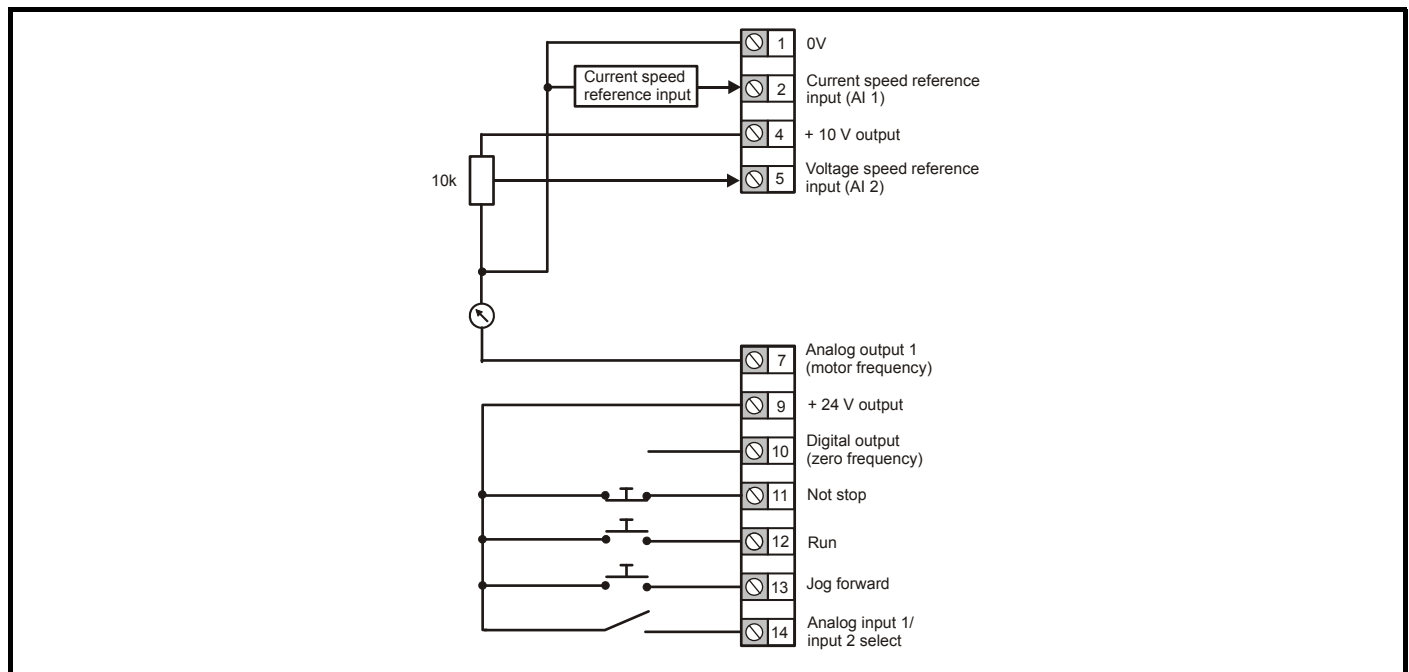 1 0V
Current speed
reference input
2 Current speed reference
input (AI 1)
4 + 10 V output
10k
5 Voltage speed reference
input (AI 2)
7 Analog output 1
(motor frequency)
9 + 24 V output
10 Digital output
(zero frequency)
11 Not stop
12 Run
13 Jog forward
14 Analog input 1/
input 2 select